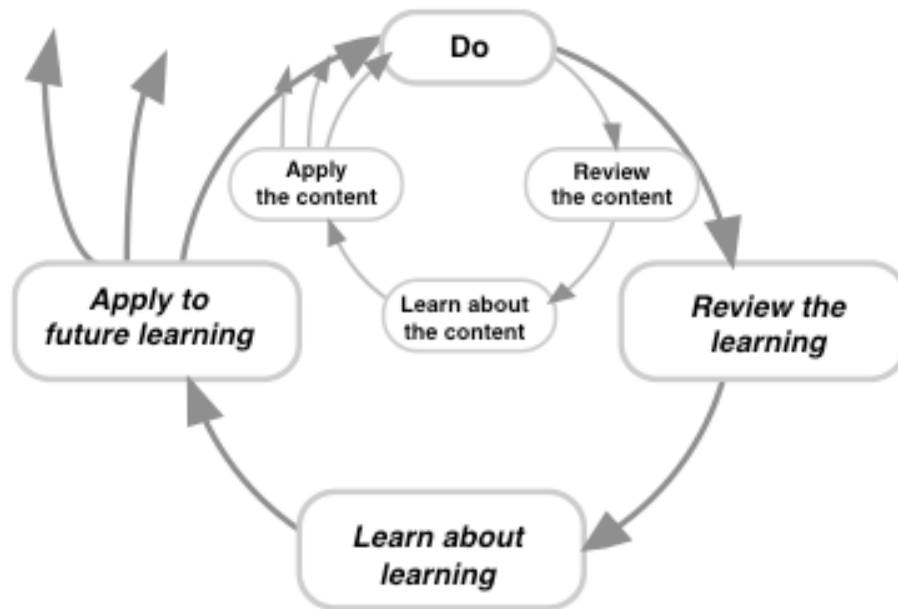 Do
Apply
the content
Review
the content
Learn about
the content
Apply to
future learning
Review the
learning
Learn about
learning